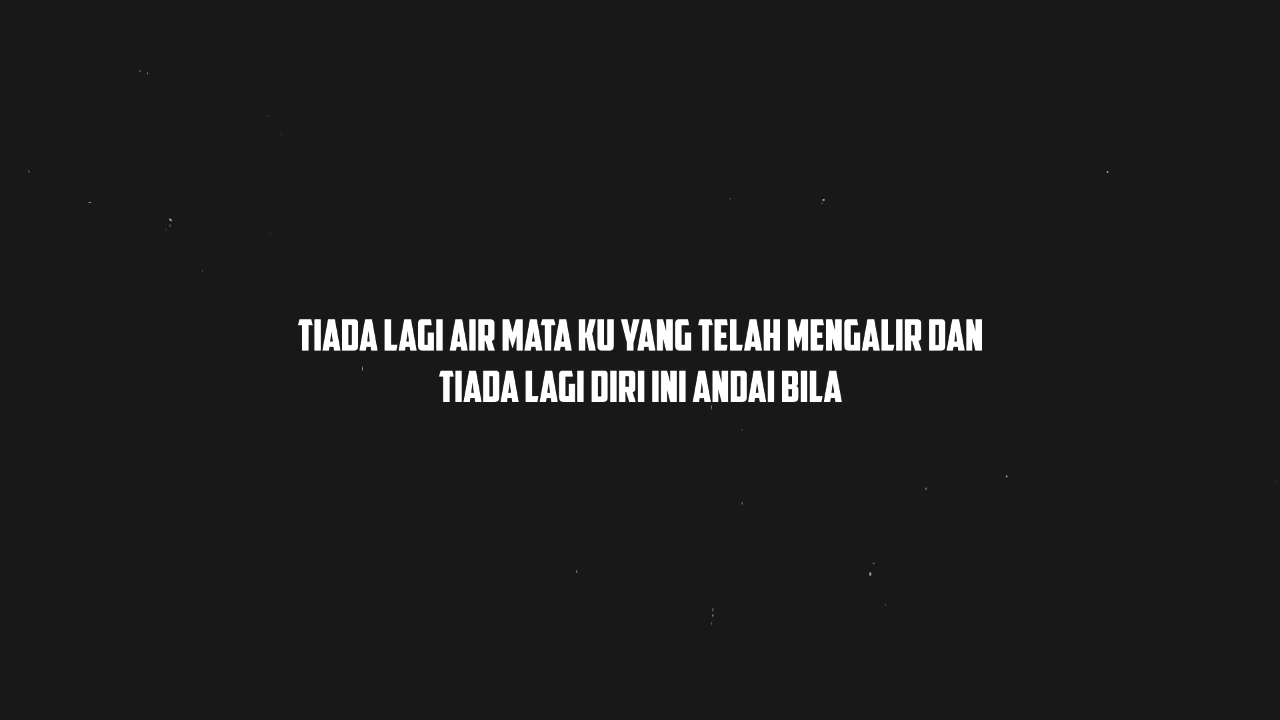 TIADA LAGI AIR MATA KU YANG TELAH MENGALIR DAN
TIADA LAGI DIRI INI ANDAI BILA